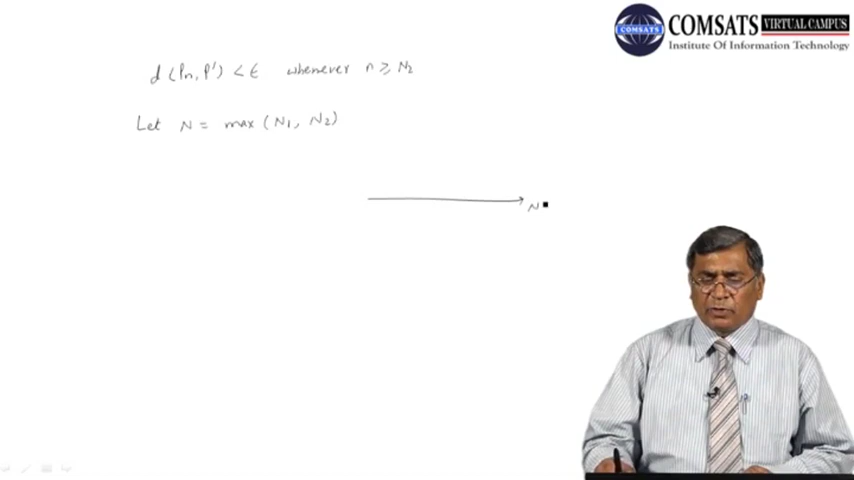 COMSATS VIRTUAL CAMPUS
COMSATS
Institute Of Information Technology
d (Pn, P') < ϵ whenever n ≥ N2
Let N = max (N1, N2)
N